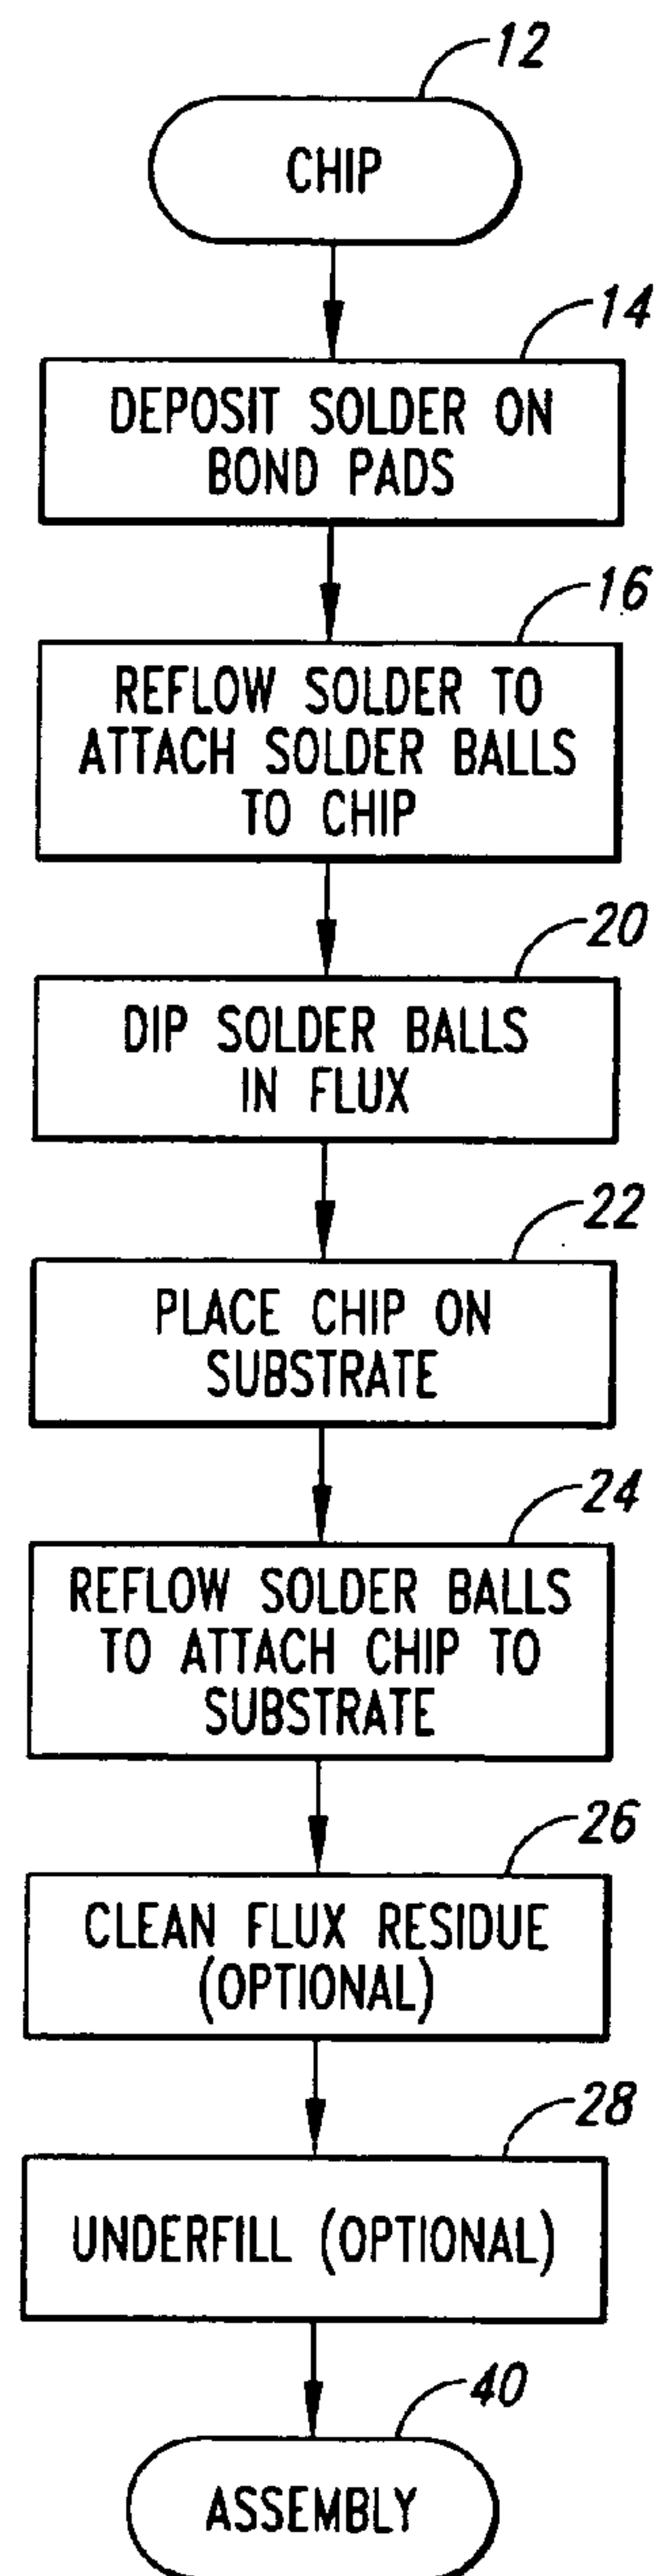 12
CHIP
14
DEPOSIT SOLDER ON
BOND PADS
16
REFLOW SOLDER TO
ATTACH SOLDER BALLS
TO CHIP
20
DIP SOLDER BALLS
IN FLUX
22
PLACE CHIP ON
SUBSTRATE
24
REFLOW SOLDER BALLS
TO ATTACH CHIP TO
SUBSTRATE
26
CLEAN FLUX RESIDUE
(OPTIONAL)
28
UNDERFILL (OPTIONAL)
40
ASSEMBLY